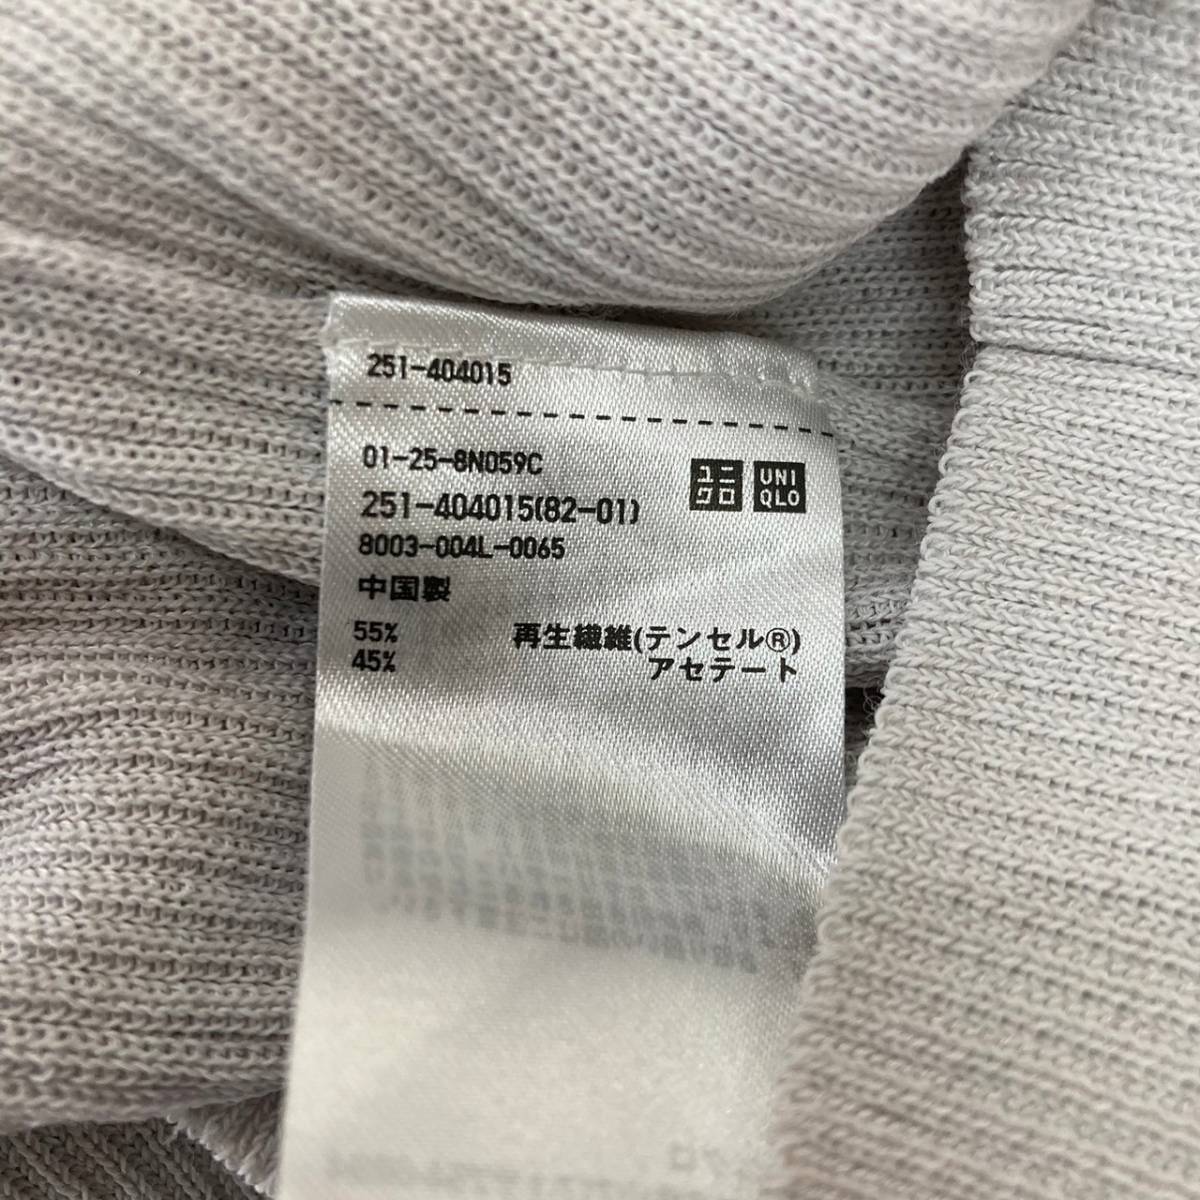 251-404015
01-25-8N059C
251-404015(82-01)
8003-004L-0065
中国製
ユニクロ
UNIQLO
55% 再生繊維(テンセル®)
45% アセテート